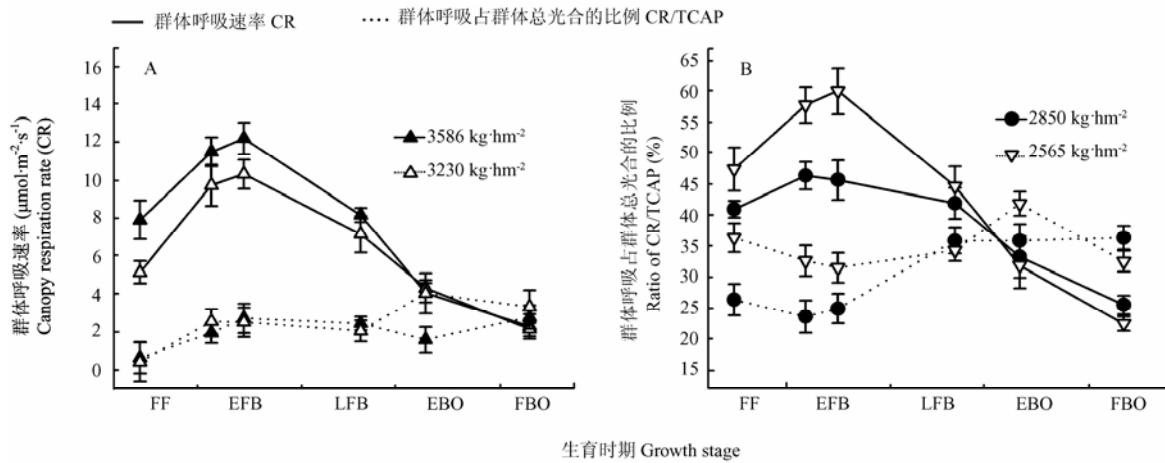 群体呼吸速率 CR
群体呼吸占群体总光合的比例 CR/TCAP
群体呼吸速率 (μmol·m-2·s-1)
Canopy respiration rate (CR)
16
14
12
10
8
6
4
2
0
A
3586 kg·hm-2
3230 kg·hm-2
FF
EFB
LFB
EBO
FBO
群体呼吸占群体总光合的比例
Ratio of CR/TCAP (%)
65
60
55
50
45
40
35
30
25
20
15
B
2850 kg·hm-2
2565 kg·hm-2
FF
EFB
LFB
EBO
FBO
生育时期 Growth stage